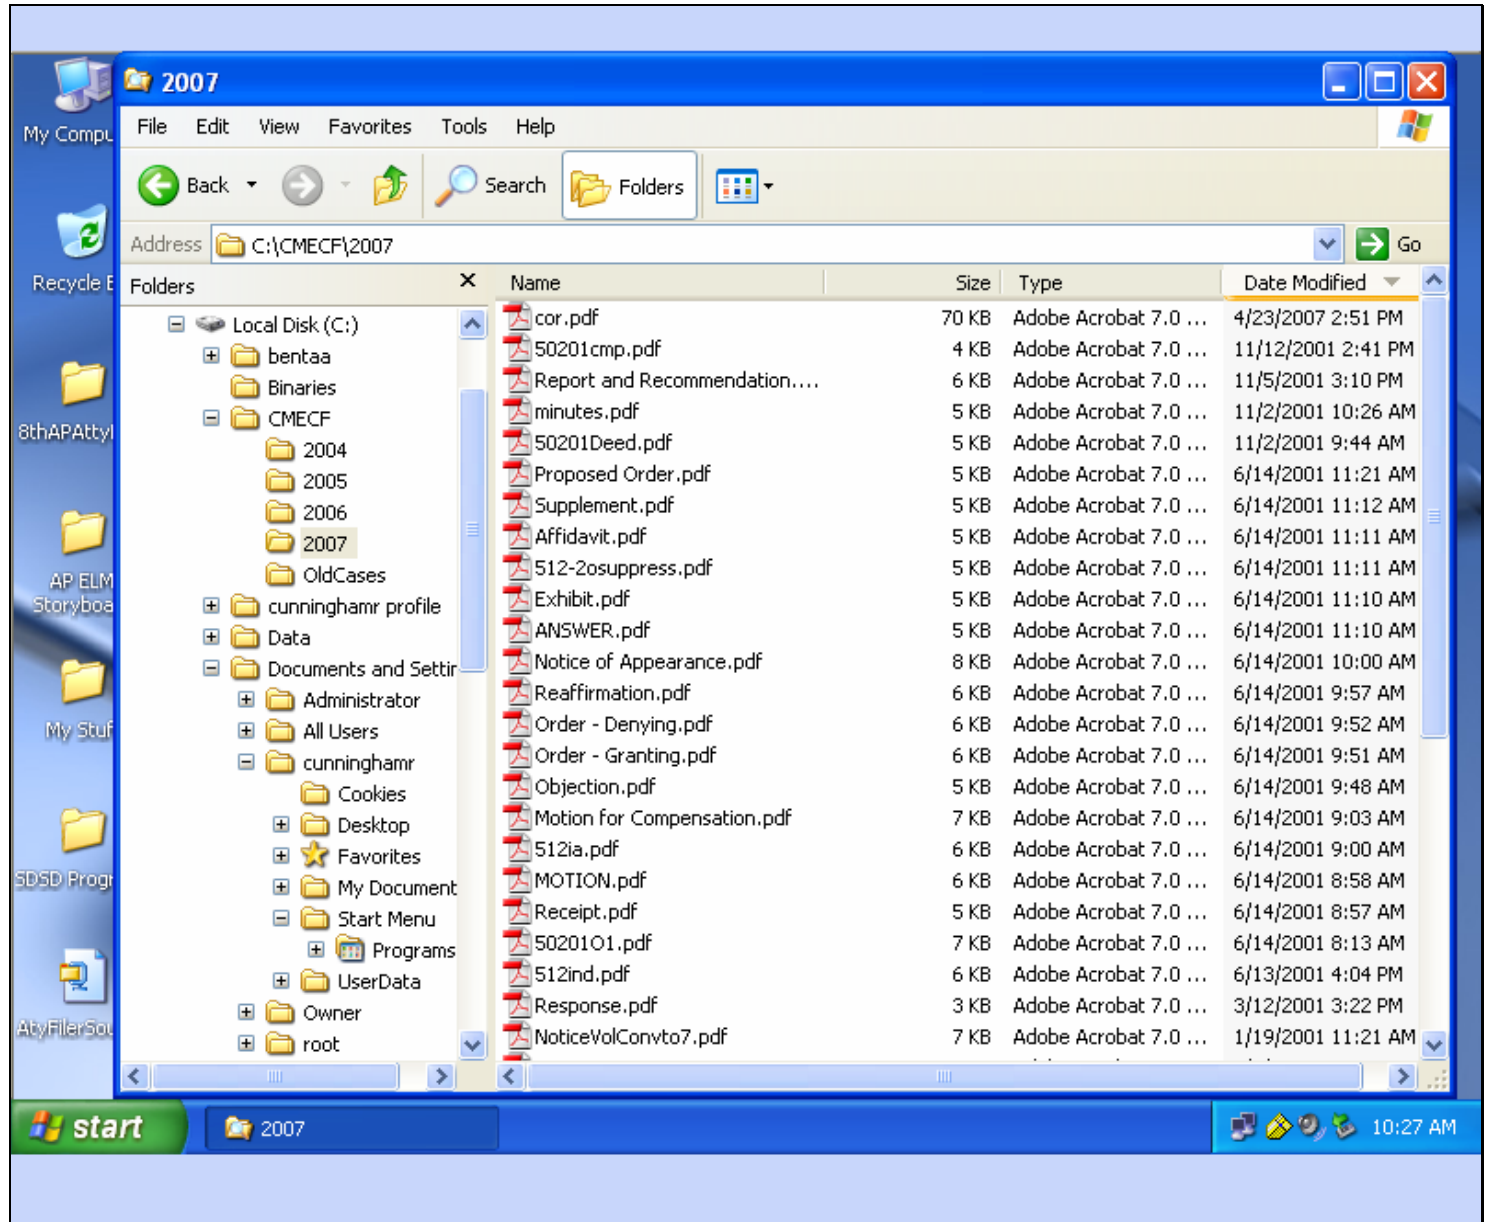 2007
File Edit View Favorites Tools Help
Back Search Folders
Address C:\CMECF\2007 Go
Folders
Local Disk (C:)
bentaa
Binaries
CMECF
2004
2005
2006
2007
OldCases
cunninghamr profile
Data
Documents and Settir
Administrator
All Users
cunninghamr
Cookies
Desktop
Favorites
My Document
Start Menu
Programs
UserData
Owner
root
Name Size Type Date Modified
cor.pdf 70 KB Adobe Acrobat 7.0 ... 4/23/2007 2:51 PM
50201cmp.pdf 4 KB Adobe Acrobat 7.0 ... 11/12/2001 2:41 PM
Report and Recommendation.... 6 KB Adobe Acrobat 7.0 ... 11/5/2001 3:10 PM
minutes.pdf 5 KB Adobe Acrobat 7.0 ... 11/2/2001 10:26 AM
50201Deed.pdf 5 KB Adobe Acrobat 7.0 ... 11/2/2001 9:44 AM
Proposed Order.pdf 5 KB Adobe Acrobat 7.0 ... 6/14/2001 11:21 AM
Supplement.pdf 5 KB Adobe Acrobat 7.0 ... 6/14/2001 11:12 AM
Affidavit.pdf 5 KB Adobe Acrobat 7.0 ... 6/14/2001 11:11 AM
512-2osuppress.pdf 5 KB Adobe Acrobat 7.0 ... 6/14/2001 11:11 AM
Exhibit.pdf 5 KB Adobe Acrobat 7.0 ... 6/14/2001 11:10 AM
ANSWER.pdf 5 KB Adobe Acrobat 7.0 ... 6/14/2001 11:10 AM
Notice of Appearance.pdf 8 KB Adobe Acrobat 7.0 ... 6/14/2001 10:00 AM
Reaffirmation.pdf 6 KB Adobe Acrobat 7.0 ... 6/14/2001 9:57 AM
Order - Denying.pdf 6 KB Adobe Acrobat 7.0 ... 6/14/2001 9:52 AM
Order - Granting.pdf 6 KB Adobe Acrobat 7.0 ... 6/14/2001 9:51 AM
Objection.pdf 5 KB Adobe Acrobat 7.0 ... 6/14/2001 9:48 AM
Motion for Compensation.pdf 7 KB Adobe Acrobat 7.0 ... 6/14/2001 9:03 AM
512ia.pdf 6 KB Adobe Acrobat 7.0 ... 6/14/2001 9:00 AM
MOTION.pdf 6 KB Adobe Acrobat 7.0 ... 6/14/2001 8:58 AM
Receipt.pdf 5 KB Adobe Acrobat 7.0 ... 6/14/2001 8:57 AM
50201O1.pdf 7 KB Adobe Acrobat 7.0 ... 6/14/2001 8:13 AM
512ind.pdf 6 KB Adobe Acrobat 7.0 ... 6/13/2001 4:04 PM
Response.pdf 3 KB Adobe Acrobat 7.0 ... 3/12/2001 3:22 PM
NoticeVolConvto7.pdf 7 KB Adobe Acrobat 7.0 ... 1/19/2001 11:21 AM
My Compu
Recycle B
8thAPAttyl
AP ELM
Storyboa
My Stuf
SDSD Progr
AtyFilerSou
start 2007 10:27 AM